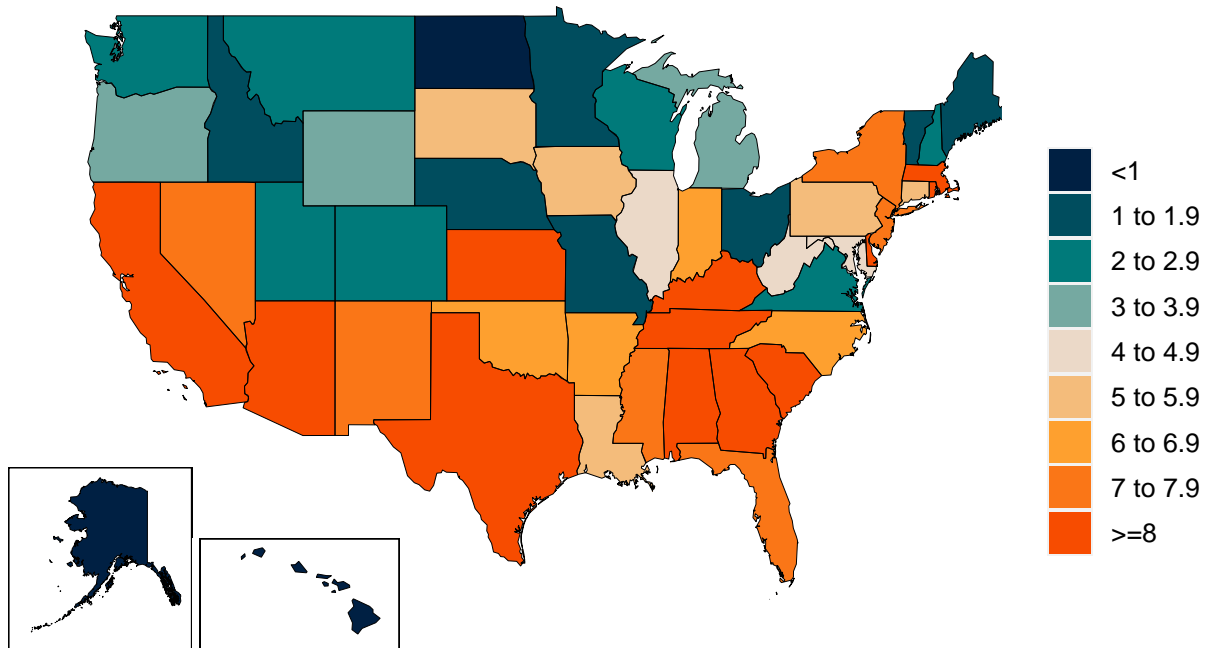 <1
1 to 1.9
2 to 2.9
3 to 3.9
4 to 4.9
5 to 5.9
6 to 6.9
7 to 7.9
>=8